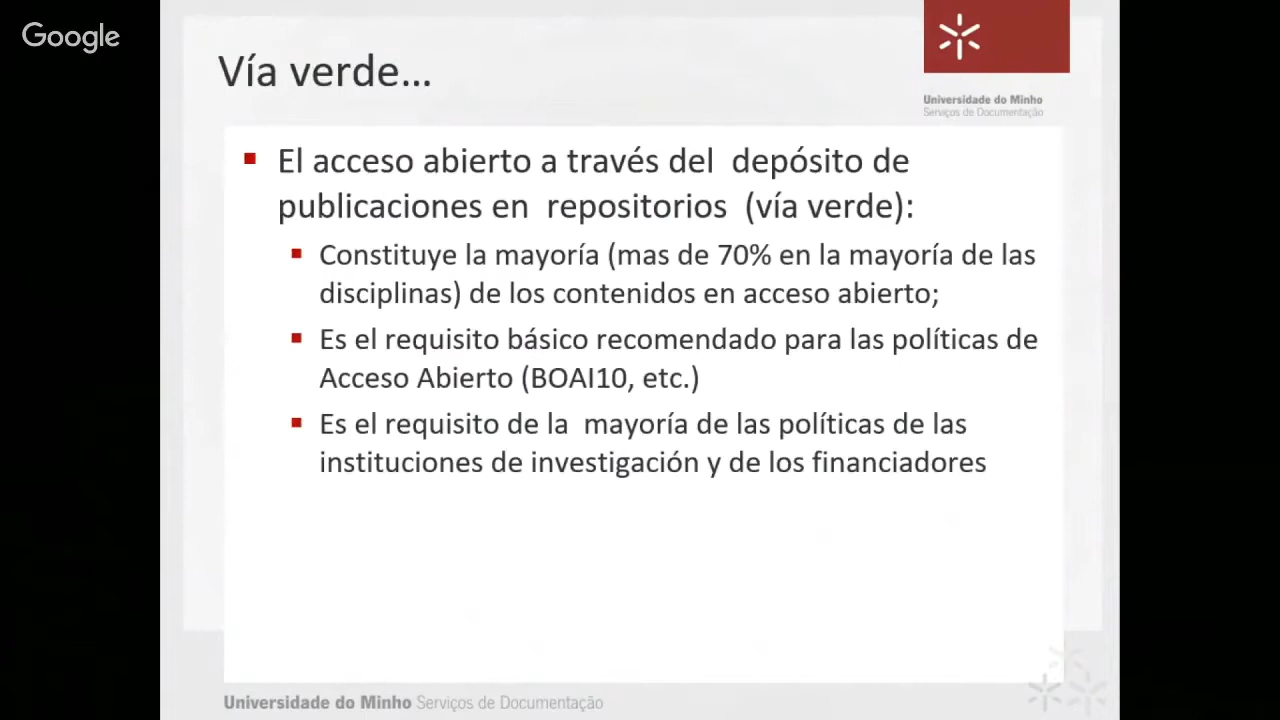 Google
Vía verde...
Universidade do Minho
Serviços de Documentação
El acceso abierto a través del depósito de
publicaciones en repositorios (vía verde):
Constituye la mayoría (mas de 70% en la mayoría de las
disciplinas) de los contenidos en acceso abierto;
Es el requisito básico recomendado para las políticas de
Acceso Abierto (BOAI10, etc.)
Es el requisito de la mayoría de las políticas de las
instituciones de investigación y de los financiadores
Universidade do Minho Serviços de Documentação